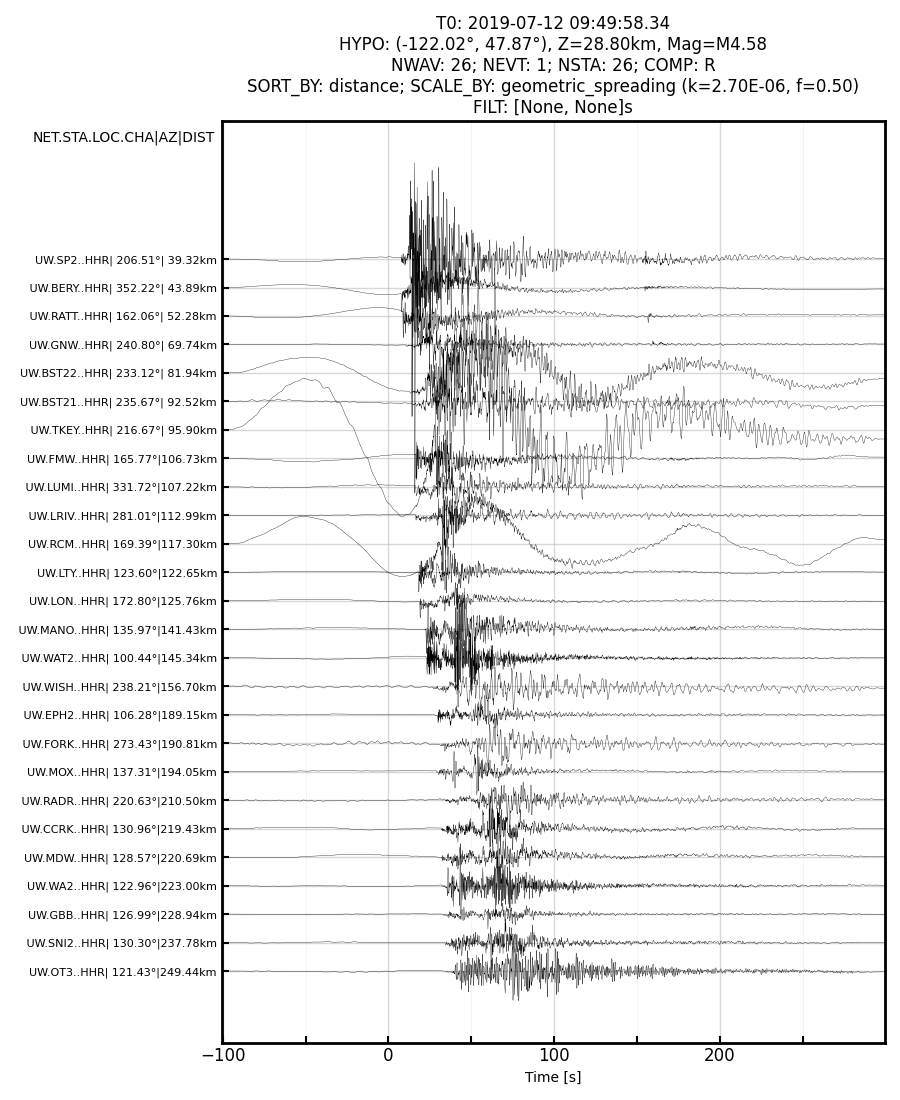 T0: 2019-07-12 09:49:58.34
HYPO: (-122.02°, 47.87°), Z=28.80km, Mag=M4.58
NWAV: 26; NEVT: 1; NSTA: 26; COMP: R
SORT_BY: distance; SCALE_BY: geometric_spreading (k=2.70E-06, f=0.50)
FILT: [None, None]s
NET.STA.LOC.CHA|AZ|DIST
UW.SP2..HHR| 206.51°| 39.32km
UW.BERY..HHR| 352.22°| 43.89km
UW.RATT..HHR| 162.06°| 52.28km
UW.GNW..HHR| 240.80°| 69.74km
UW.BST22..HHR| 233.12°| 81.94km
UW.BST21..HHR| 235.67°| 92.52km
UW.TKEY..HHR| 216.67°| 95.90km
UW.FMW..HHR| 165.77°|106.73km
UW.LUMI..HHR| 331.72°|107.22km
UW.LRIV..HHR| 281.01°|112.99km
UW.RCM..HHR| 169.39°|117.30km
UW.LTY..HHR| 123.60°|122.65km
UW.LON..HHR| 172.80°|125.76km
UW.MANO..HHR| 135.97°|141.43km
UW.WAT2..HHR| 100.44°|145.34km
UW.WISH..HHR| 238.21°|156.70km
UW.EPH2..HHR| 106.28°|189.15km
UW.FORK..HHR| 273.43°|190.81km
UW.MOX..HHR| 137.31°|194.05km
UW.RADR..HHR| 220.63°|210.50km
UW.CCRK..HHR| 130.96°|219.43km
UW.MDW..HHR| 128.57°|220.69km
UW.WA2..HHR| 122.96°|223.00km
UW.GBB..HHR| 126.99°|228.94km
UW.SNI2..HHR| 130.30°|237.78km
UW.OT3..HHR| 121.43°|249.44km
−100 0 100 200
Time [s]